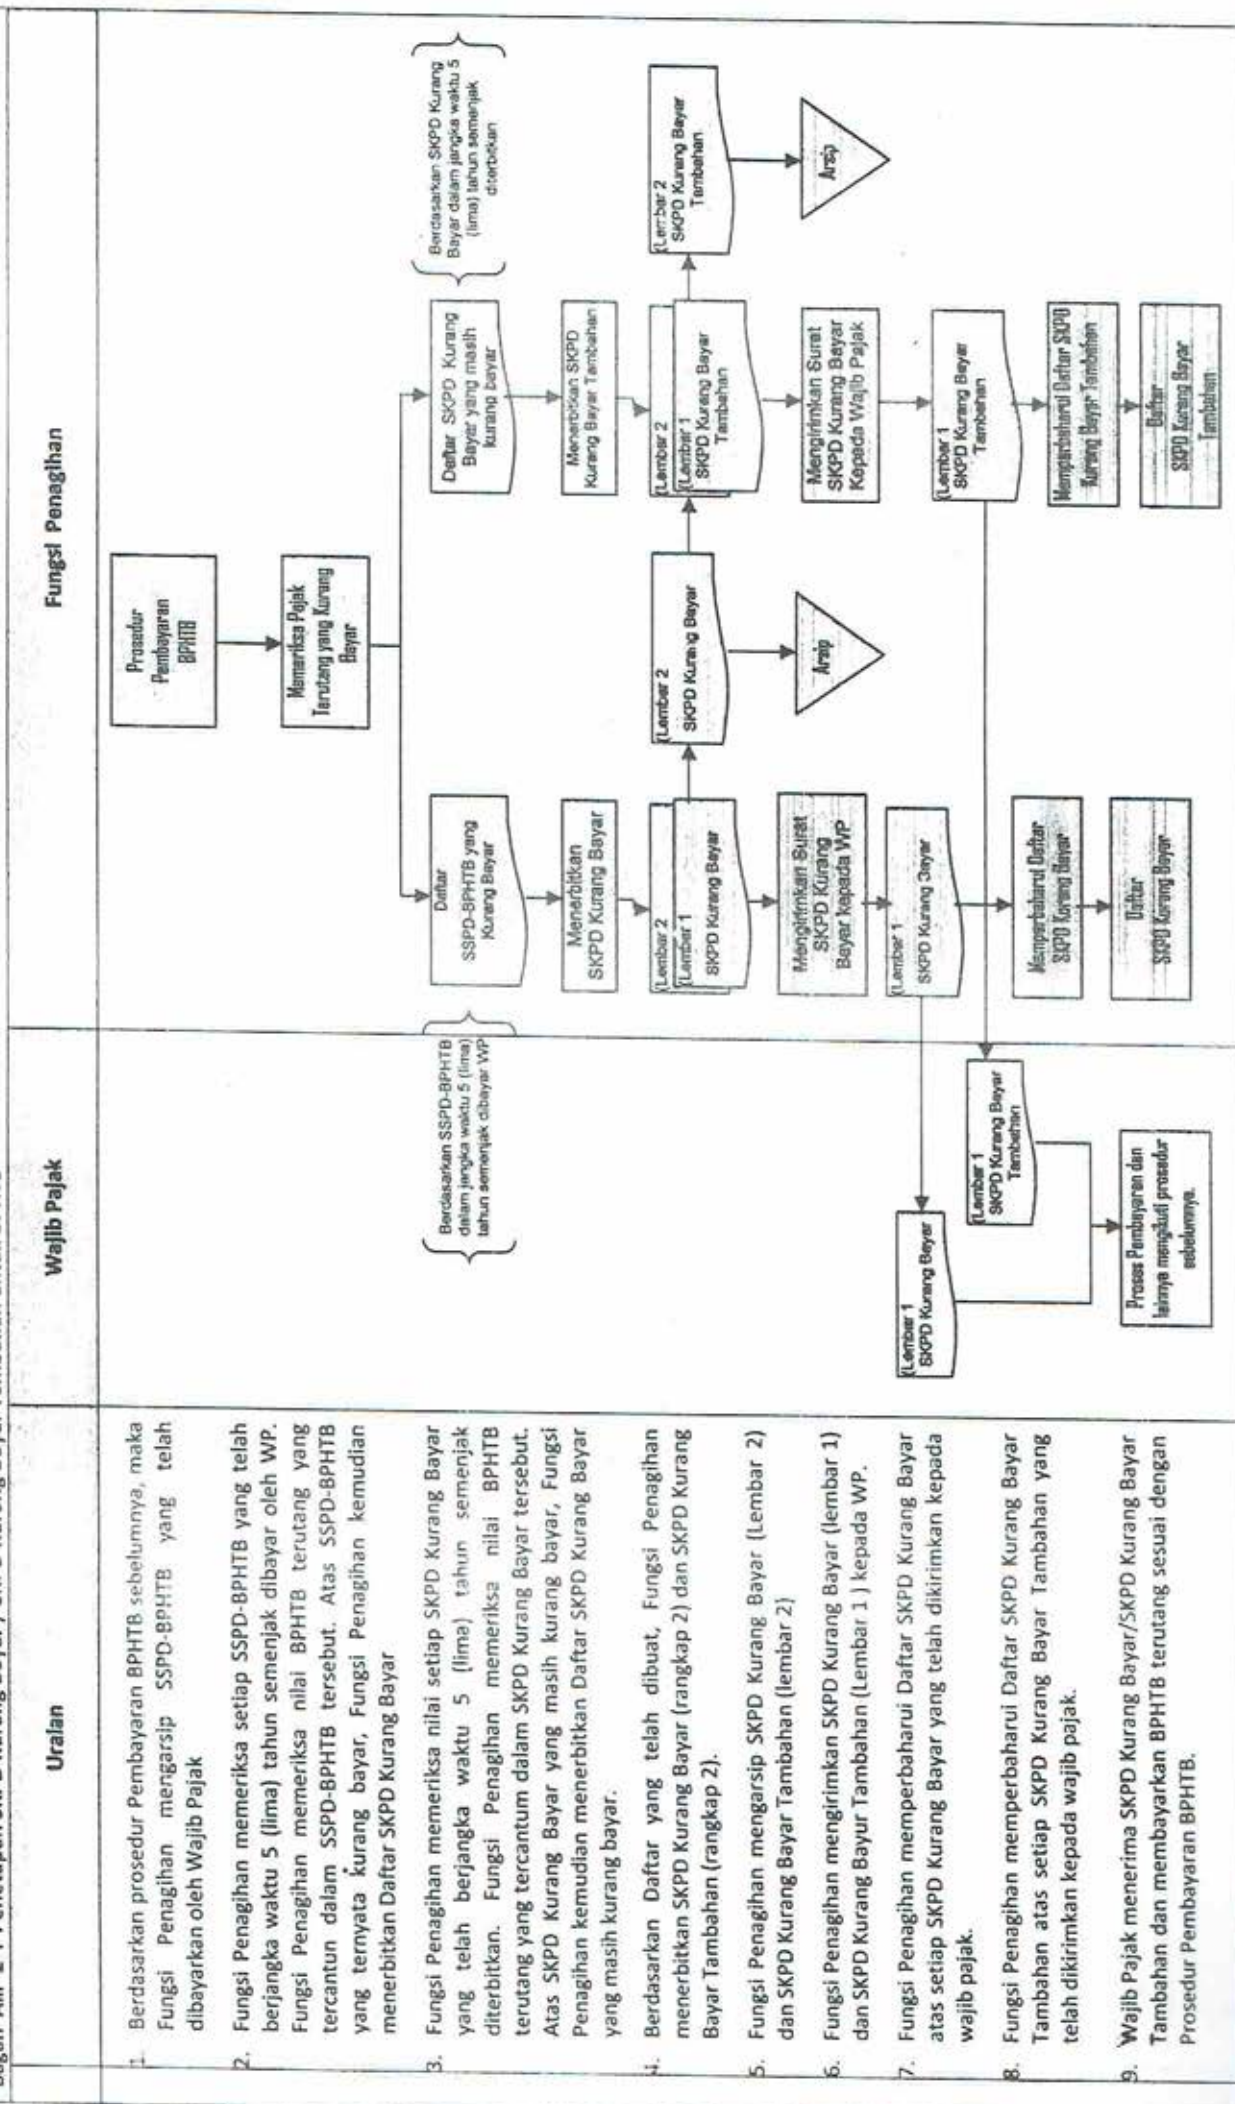 Uraian
1. Berdasarkan prosedur Pembayaran BPHTB sebelumnya, maka
Fungsi Penagihan mengarsip SSPD-BPHTB yang telah
dibayarkan oleh Wajib Pajak
2. Fungsi Penagihan memeriksa setiap SSPD-BPHTB yang telah
berjangka waktu 5 (lima) tahun semenjak dibayar oleh WP.
Fungsi Penagihan memeriksa nilai BPHTB terutang yang
tercantun dalam SSPD-BPHTB tersebut. Atas SSPD-BPHTB
yang ternyata kurang bayar, Fungsi Penagihan kemudian
menerbitkan Daftar SKPD Kurang Bayar
3. Fungsi Penagihan memeriksa nilai setiap SKPD Kurang Bayar
yang telah berjangka waktu 5 (lima) tahun semenjak
diterbitkan. Fungsi Penagihan memeriksa nilai BPHTB
terutang yang tercantum dalam SKPD Kurang Bayar tersebut.
Atas SKPD Kurang Bayar yang masih kurang bayar, Fungsi
Penagihan kemudian menerbitkan Daftar SKPD Kurang Bayar
yang masih kurang bayar.
4. Berdasarkan Daftar yang telah dibuat, Fungsi Penagihan
menerbitkan SKPD Kurang Bayar (rangkap 2) dan SKPD Kurang
Bayar Tambahan (rangkap 2).
5. Fungsi Penagihan mengarsip SKPD Kurang Bayar (Lembar 2)
dan SKPD Kurang Bayar Tambahan (lembar 2)
6. Fungsi Penagihan mengirimkan SKPD Kurang Bayar (lembar 1)
dan SKPD Kurang Bayur Tambahan (Lembar 1 ) kepada WP.
7. Fungsi Penagihan memperbaharui Daftar SKPD Kurang Bayar
atas setiap SKPD Kurang Bayar yang telah dikirimkan kepada
wajib pajak.
8. Fungsi Penagihan memperbaharui Daftar SKPD Kurang Bayar
Tambahan atas setiap SKPD Kurang Bayar Tambahan yang
telah dikirimkan kepada wajib pajak.
9. Wajib Pajak menerima SKPD Kurang Bayar/SKPD Kurang Bayar
Tambahan dan membayarkan BPHTB terutang sesuai dengan
Prosedur Pembayaran BPHTB.
Wajib Pajak
Berdasarkan SSPD-BPHTB
dalam jangka waktu 5 (lima)
tahun semenjak dibayar WP
(Lembar 1
SKPD Kurang Bayar
(Lembar 1
SKPD Kurang Bayar
Tambahan
Proses Pembayaran dan
lainnya mengikuti prosedur
sebelumnya.
Fungsi Penagihan
Prosedur
Pembayaran
BPHTB
Memeriksa Pajak
Terutang yang Kurang
Bayar
Daftar
SSPD-BPHTB yang
Kurang Bayar
Menerbitkan
SKPD Kurang Bayar
(Lembar 2
(Lembar 1
SKPD Kurang Bayar
(Lembar 2
SKPD Kurang Bayar
Arsip
Mengirimkan Surat
SKPD Kurang
Bayar kepada WP
(Lembar 1
SKPD Kurang Bayar
Memperbaharui Daftar
SKPD Kurang Bayar
Daftar
SKPD Kurang Bayar
Berdasarkan SKPD Kurang
Bayar dalam jangka waktu 5
(lima) tahun semenjak
diterbitkan
Daftar SKPD Kurang
Bayar yang masih
kurang bayar
Menerbitkan SKPD
Kurang Bayar Tambahan
(Lembar 2
(Lembar 1
SKPD Kurang Bayar
Tambahan
(Lembar 2
SKPD Kurang Bayar
Tambahan
Arsip
Mengirimkan Surat
SKPD Kurang Bayar
Kepada Wajib Pajak
(Lembar 1
SKPD Kurang Bayar
Tambahan
Memperbaharui Daftar SKPD
Kurang Bayar Tambahan
Daftar
SKPD Kurang Bayar
Tambahan